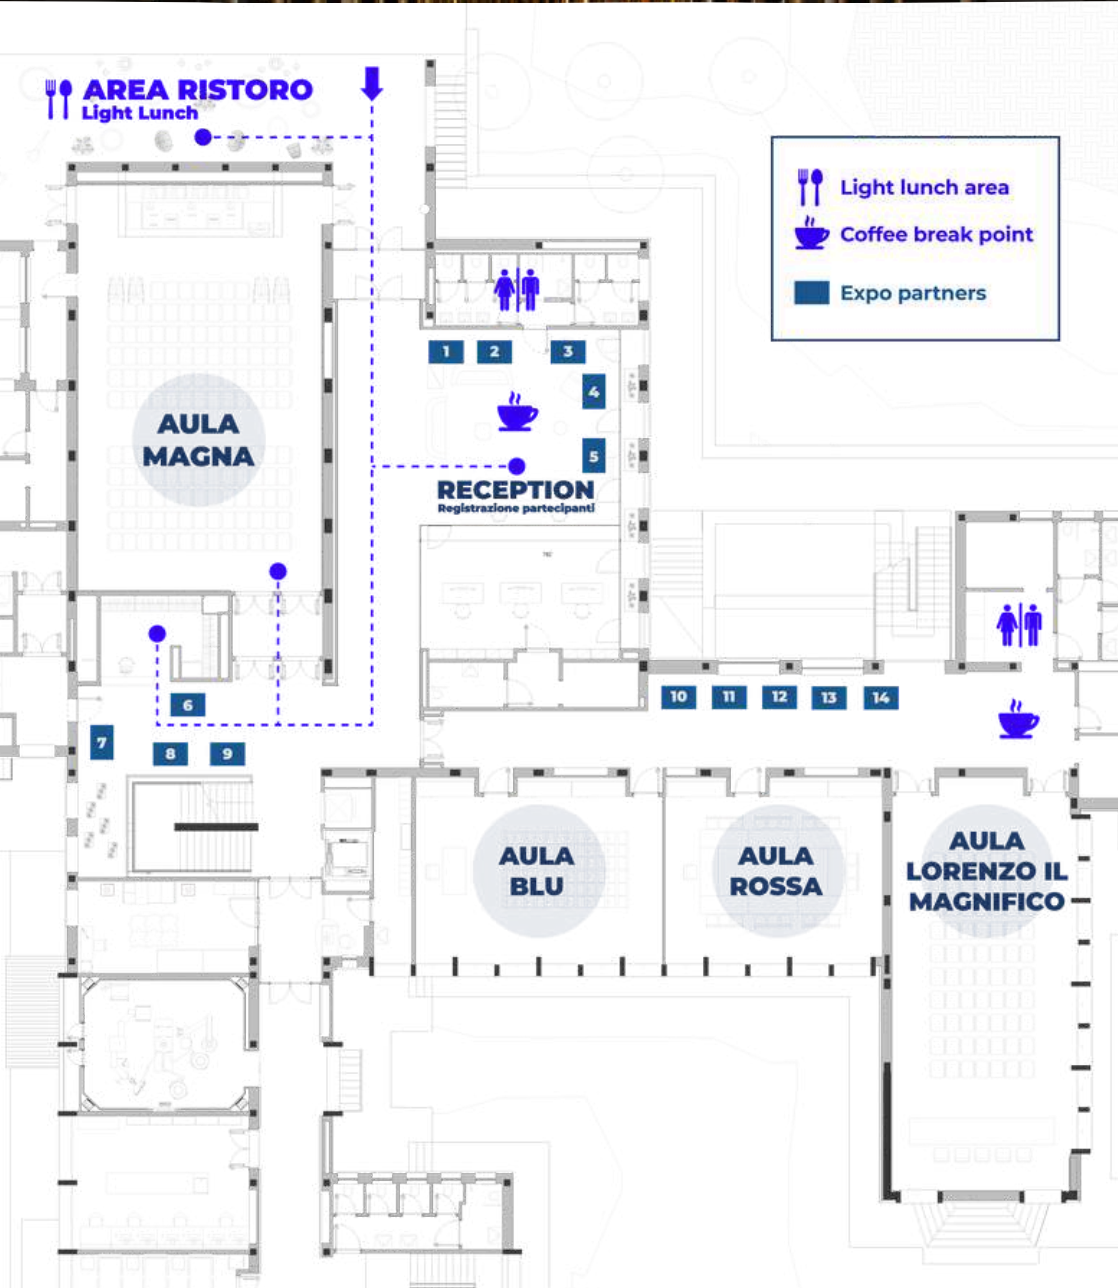 AREA RISTORO
Light Lunch
Light lunch area
Coffee break point
Expo partners
1
2
3
4
5
AULA
MAGNA
RECEPTION
Registrazione partecipanti
6
7
8
9
10
11
12
13
14
AULA
BLU
AULA
ROSSA
AULA
LORENZO IL
MAGNIFICO